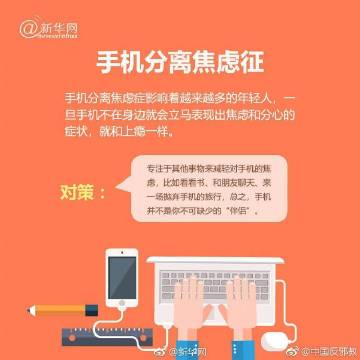 @新华网
手机分离焦虑征
手机分离焦虑症影响着越来越多的年轻人，一
旦手机不在身边就会立马表现出焦虑和分心的
症状，就和上瘾一样。
对策：
专注于其他事物来减轻对手机的焦
虑，比如看看书、和朋友聊天、来
一场抛弃手机的旅行，总之，手机
并不是你不可缺少的“伴侣”。
@新华网 @中国反邪教